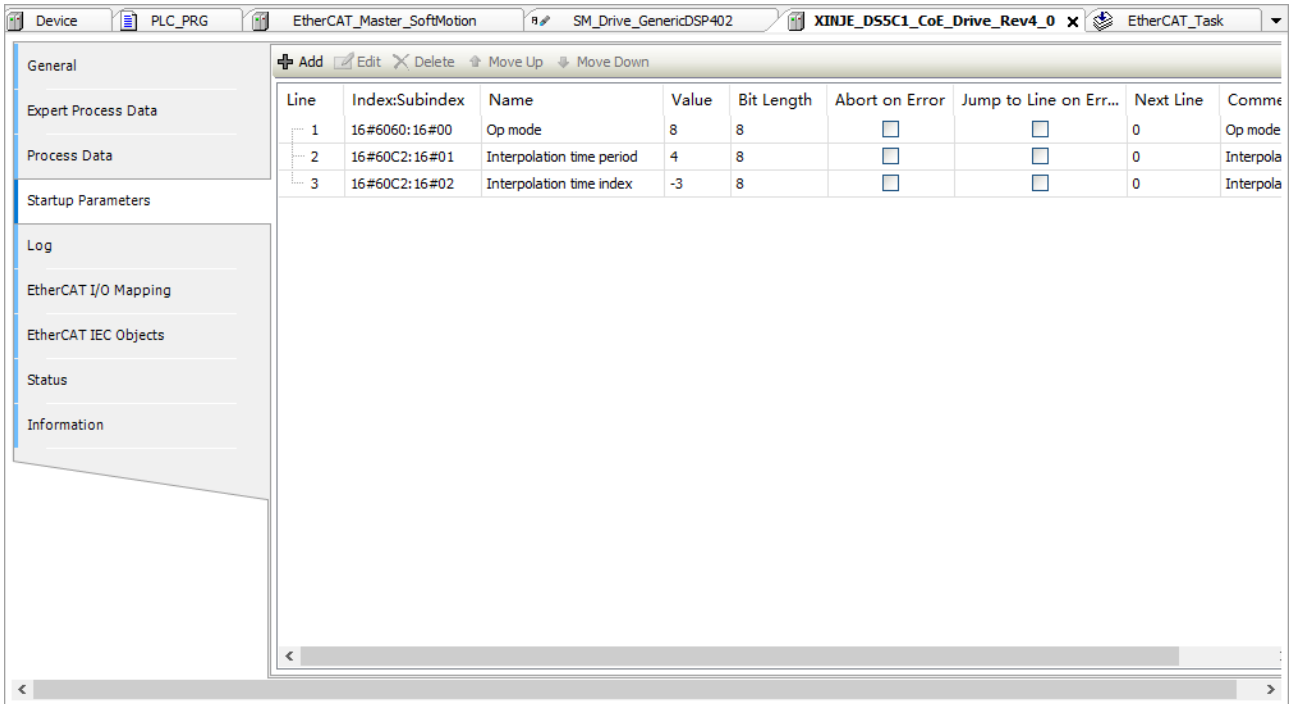 Device PLC_PRG EtherCAT_Master_SoftMotion SM_Drive_GenericDSP402 XINJE_DS5C1_CoE_Drive_Rev4_0 x EtherCAT_Task
General
Expert Process Data
Process Data
Startup Parameters
Log
EtherCAT I/O Mapping
EtherCAT IEC Objects
Status
Information
Add Edit Delete Move Up Move Down
Line Index:Subindex Name Value Bit Length Abort on Error Jump to Line on Err... Next Line Comme
1 16#6060:16#00 Op mode 8 8 0 Op mode
2 16#60C2:16#01 Interpolation time period 4 8 0 Interpola
3 16#60C2:16#02 Interpolation time index -3 8 0 Interpola